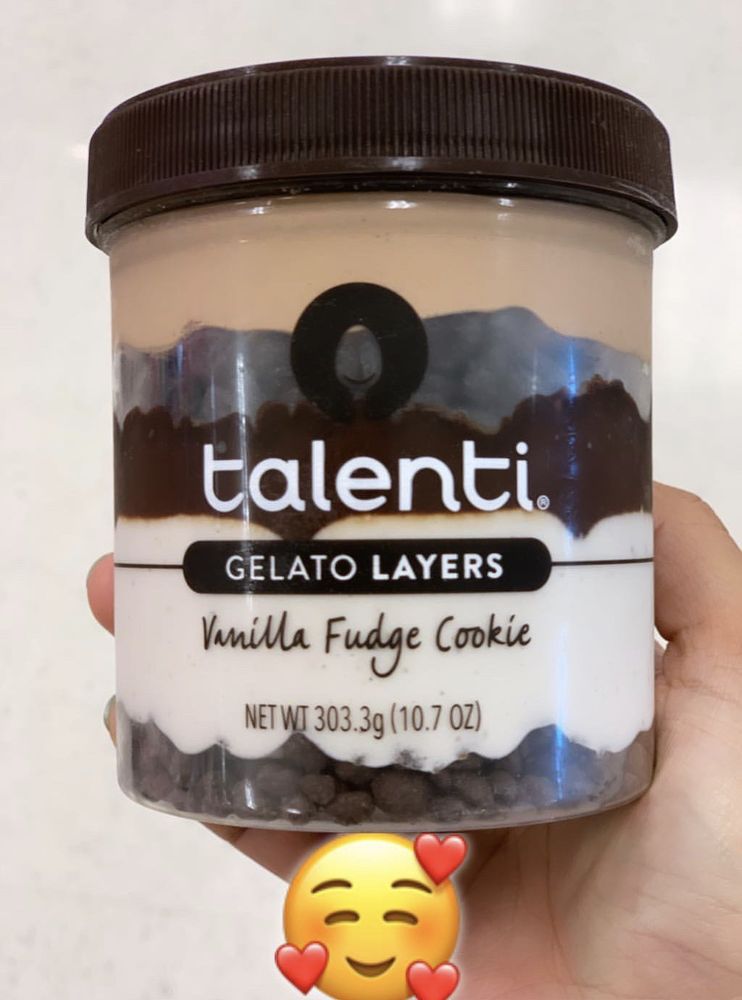 talenti®
GELATO LAYERS
Vanilla Fudge Cookie
NET WT 303.3g (10.7 OZ)